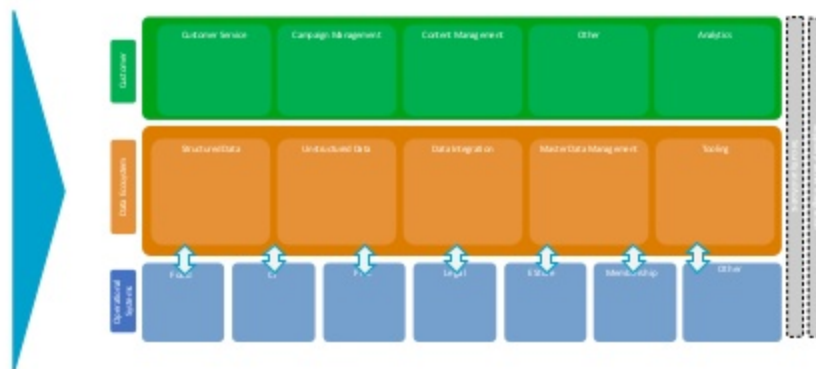 Customer
Customer Service
Campaign Management
Content Management
Other
Analytics
Data Ecosystem
Structured Data
Unstructured Data
Data Integration
Master Data Management
Tooling
Operational
Systems
Legal
Membership
Other